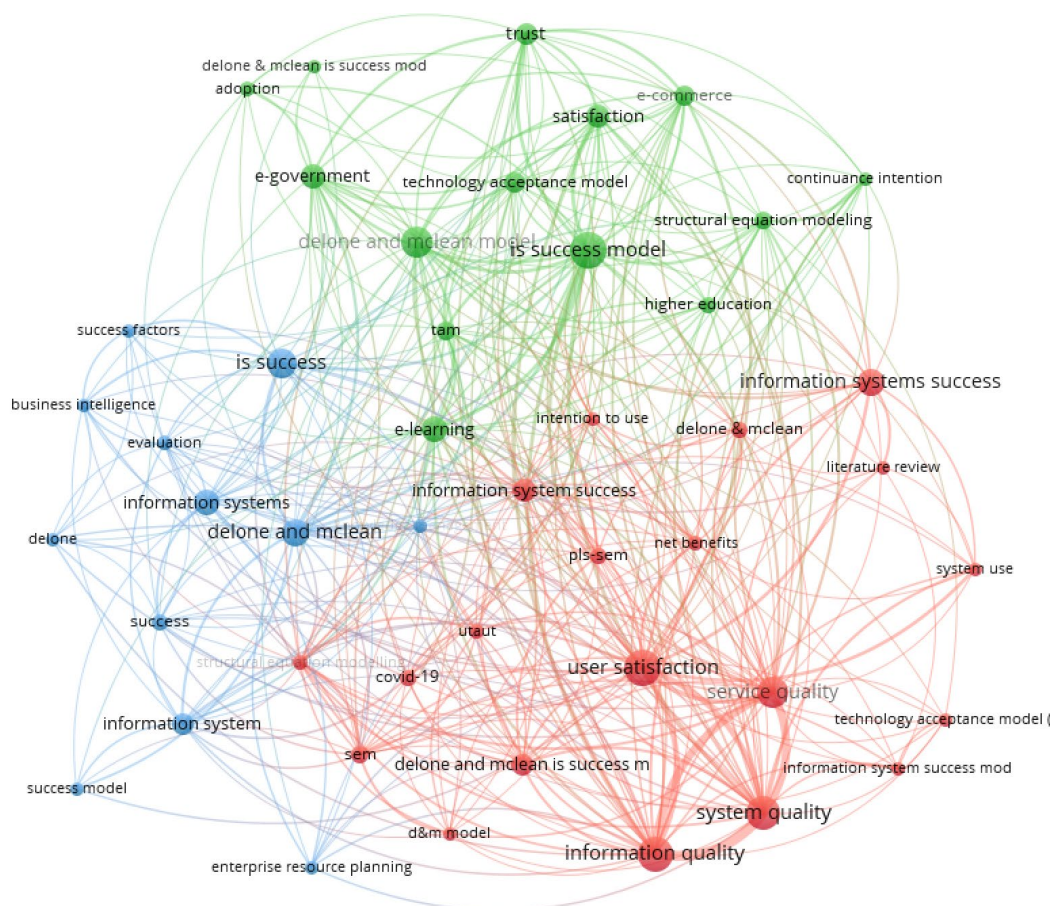 trust
delone & mclean is success mod
adoption
e-commerce
satisfaction
e-government
technology acceptance model
continuance intention
structural equation modeling
delone and mclean model
is success model
higher education
success factors
tam
is success
information systems success
business intelligence
intention to use
e-learning
delone & mclean
evaluation
literature review
information system success
information systems
delone and mclean
delone
net benefits
pls-sem
system use
success
utaut
structural equation modelling
user satisfaction
covid-19
service quality
information system
technology acceptance model (
sem
delone and mclean is success m
information system success mod
success model
system quality
d&m model
information quality
enterprise resource planning